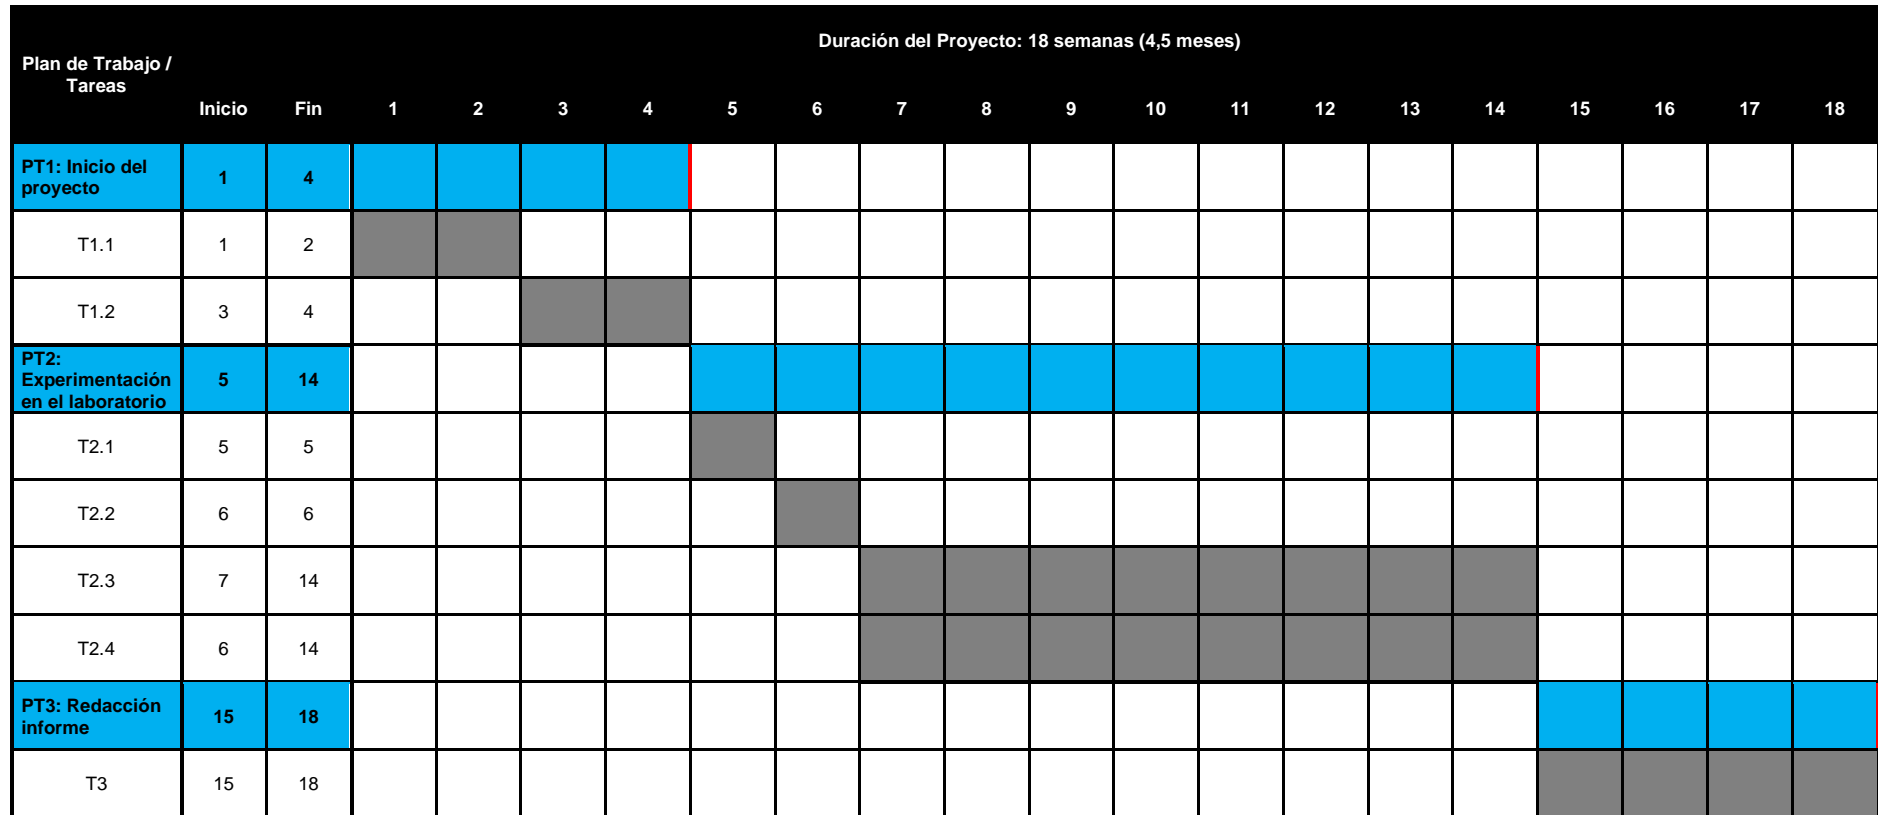 Duración del Proyecto: 18 semanas (4,5 meses)
Plan de Trabajo /
Tareas
Inicio Fin 1 2 3 4 5 6 7 8 9 10 11 12 13 14 15 16 17 18
PT1: Inicio del
proyecto
1 4
T1.1 1 2
T1.2 3 4
PT2:
Experimentación
en el laboratorio
5 14
T2.1 5 5
T2.2 6 6
T2.3 7 14
T2.4 6 14
PT3: Redacción
informe
15 18
T3 15 18